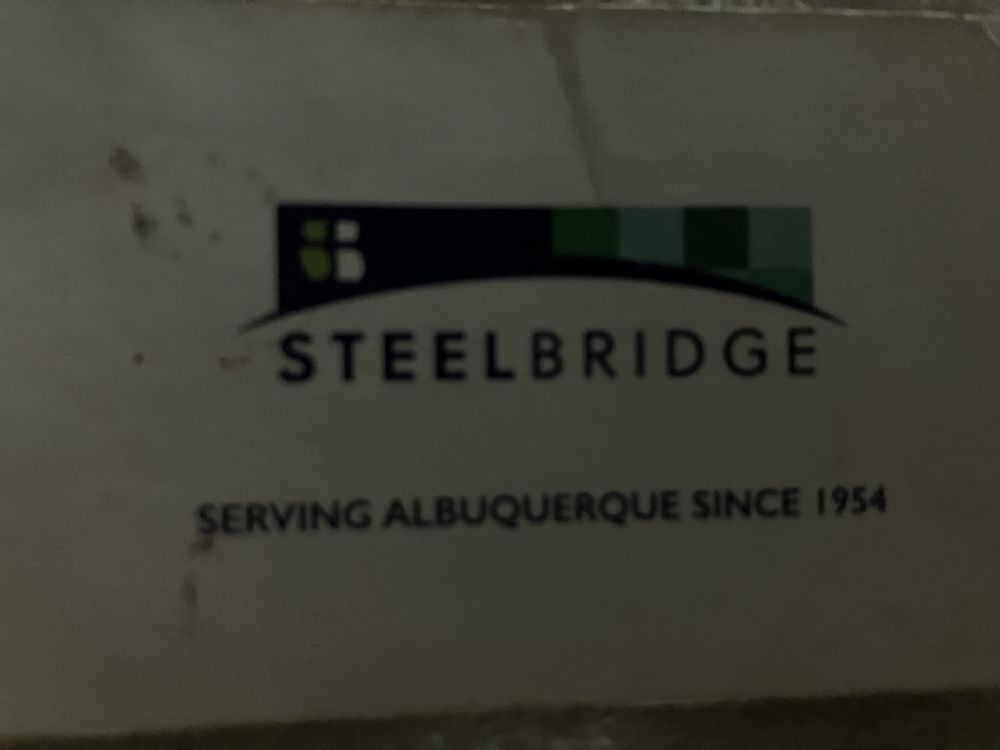 STEELBRIDGE
SERVING ALBUQUERQUE SINCE 1954